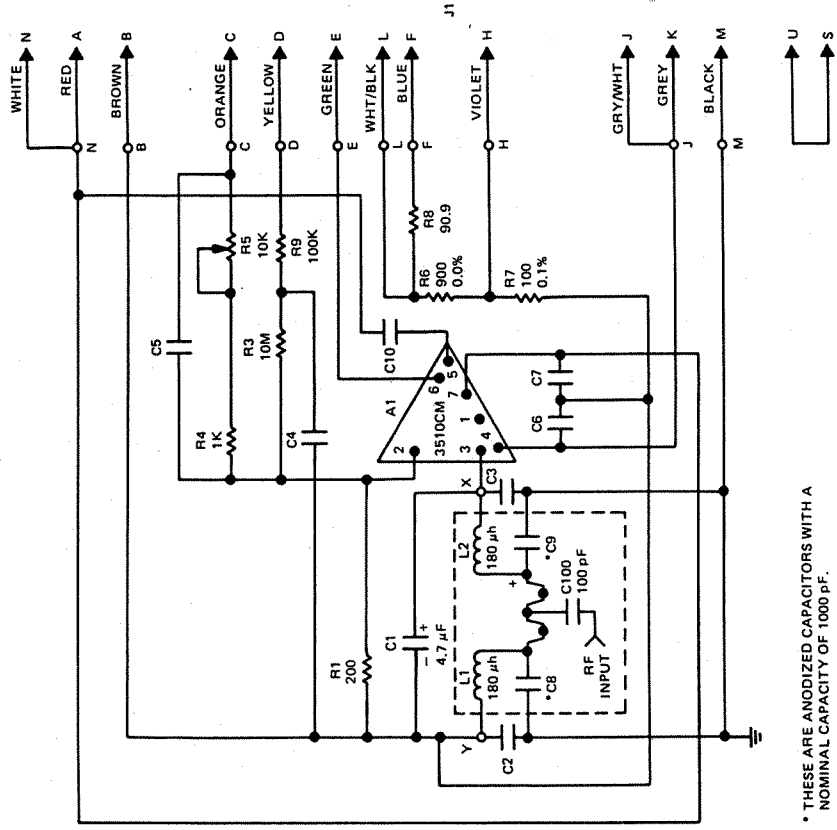 WHITE N
RED A
N
BROWN B
B
C5
R4
1K
R5
10K
ORANGE C
C
R3
10M
R9
100K
YELLOW D
D
C4
C10
GREEN E
E
WHT/BLK L
L
R8
90.9
BLUE F
F
R6
900
0.0%
J1
VIOLET H
H
R7
100
0.1%
A1
3510CM
2
6
5
7
1
3
4
R1
200
C1
4.7 µF
− +
X
C3
C6
C7
L1
180 µh
L2
180 µh
+
*C8
*C9
C100
100 pF
RF
INPUT
Y
C2
GRY/WHT J
GREY K
J
BLACK M
M
U
S
* THESE ARE ANODIZED CAPACITORS WITH A
NOMINAL CAPACITY OF 1000 pF.